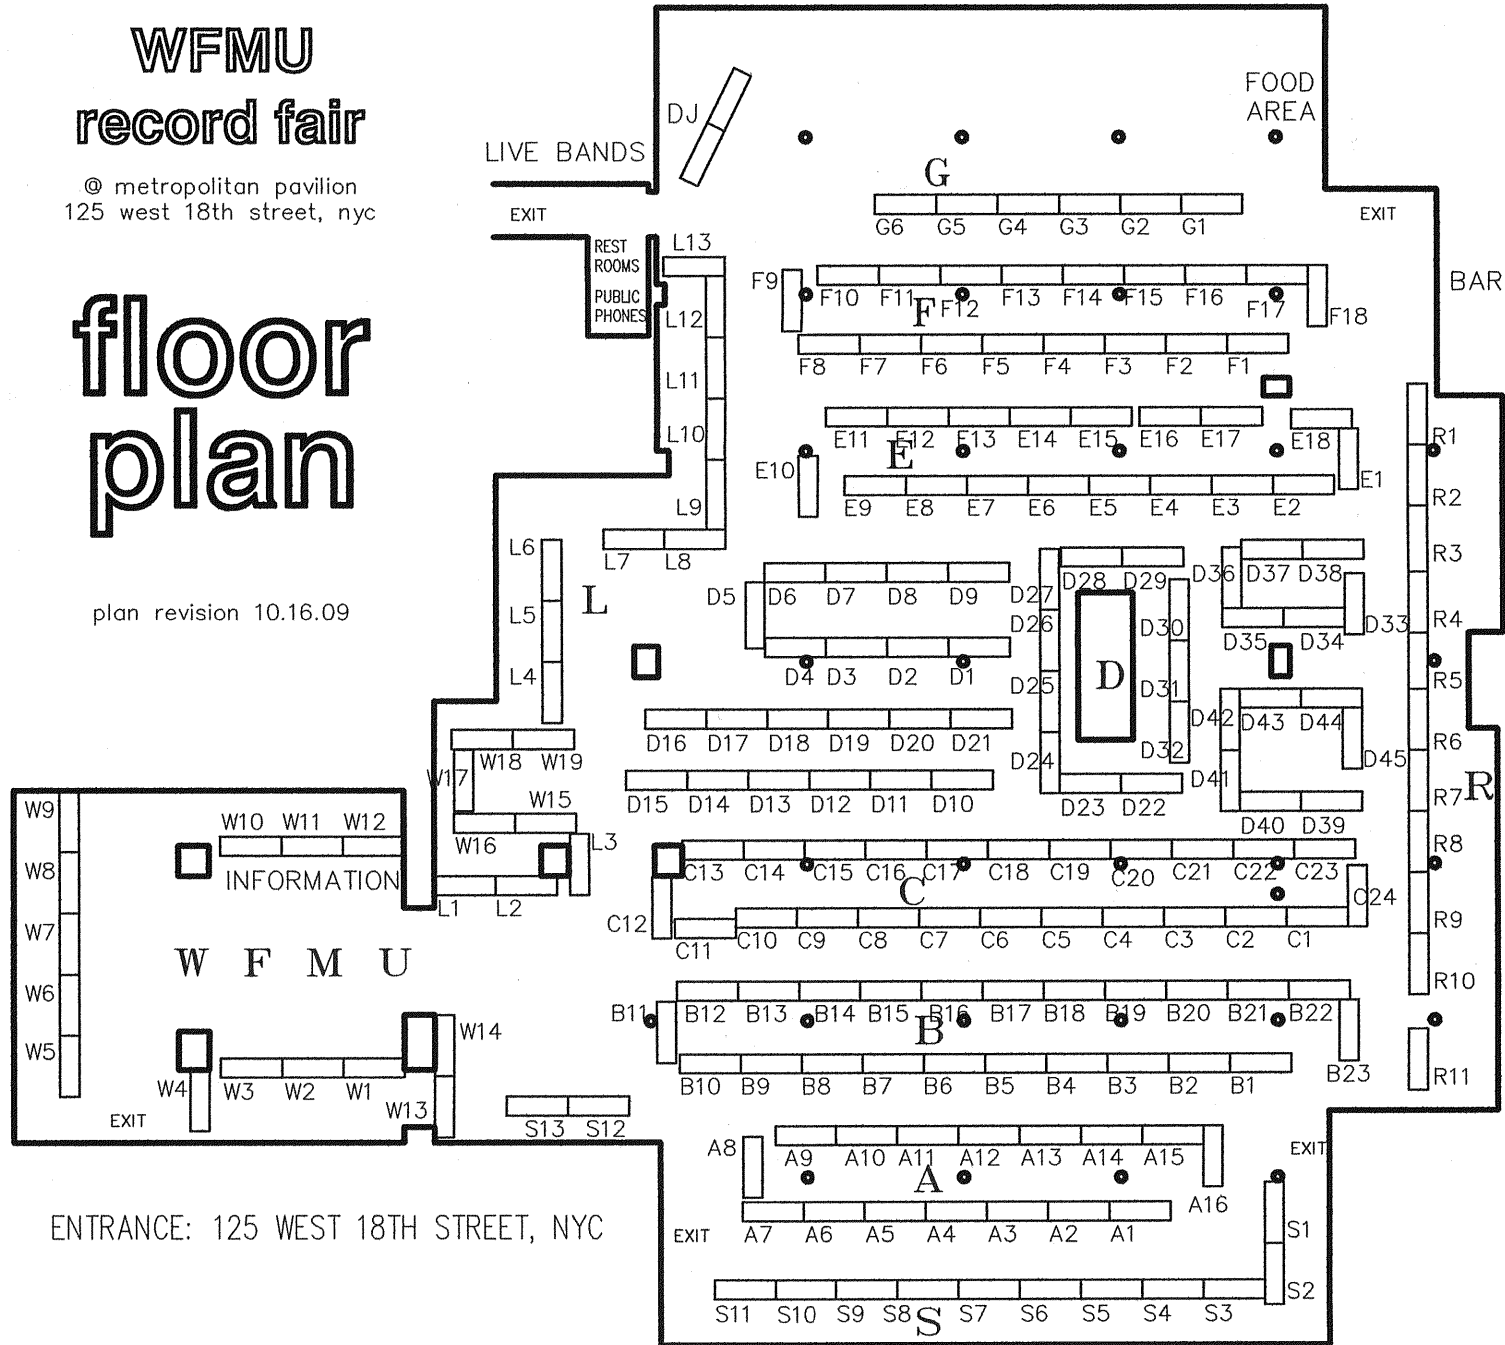 WFMU
record fair
@ metropolitan pavilion
125 west 18th street, nyc
floor
plan
plan revision 10.16.09
ENTRANCE: 125 WEST 18TH STREET, NYC
DJ
FOOD
AREA
LIVE BANDS
EXIT
EXIT
REST
ROOMS
PUBLIC
PHONES
BAR
G
G6 G5 G4 G3 G2 G1
F9 F10 F11 F12 F13 F14 F15 F16 F17 F18
F
F8 F7 F6 F5 F4 F3 F2 F1
E11 E12 E13 E14 E15 E16 E17 E18
E
E10 E9 E8 E7 E6 E5 E4 E3 E2 E1
L13
L12
L11
L10
L9
L7 L8
L6
L5
L4
L
D5 D6 D7 D8 D9
D4 D3 D2 D1
D16 D17 D18 D19 D20 D21
D15 D14 D13 D12 D11 D10
D27 D28 D29
D26 D30
D
D25 D31
D24 D32
D23 D22
D36 D37 D38
D35 D34 D33
D42 D43 D44
D41 D45
D40 D39
R1
R2
R3
R4
R5
R6
R7
R
R8
R9
R10
R11
W17 W18 W19
W15
W16
L3
L1 L2
W9
W8
W7
W6
W5
W10 W11 W12
INFORMATION
W F M U
W14
W13
W4 W3 W2 W1
EXIT
S13 S12
C13 C14 C15 C16 C17 C18 C19 C20 C21 C22 C23
C
C24
C12 C11 C10 C9 C8 C7 C6 C5 C4 C3 C2 C1
B11 B12 B13 B14 B15 B16 B17 B18 B19 B20 B21 B22
B
B23
B10 B9 B8 B7 B6 B5 B4 B3 B2 B1
A8 A9 A10 A11 A12 A13 A14 A15
EXIT
A
A16
EXIT
A7 A6 A5 A4 A3 A2 A1
S1
S2
S11 S10 S9 S8 S7 S6 S5 S4 S3
S